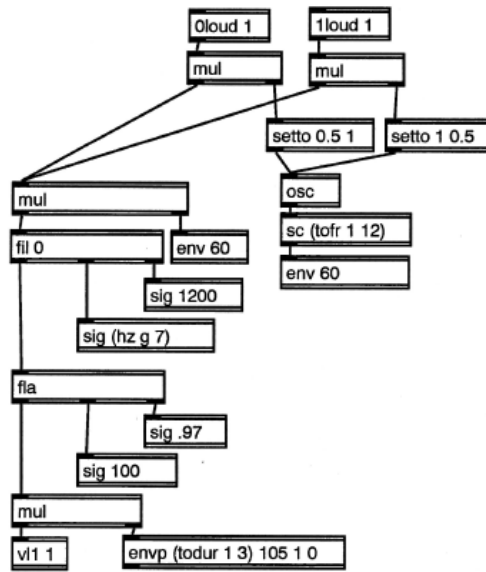 0loud 1
1loud 1
mul
mul
setto 0.5 1
setto 1 0.5
mul
osc
fil 0
env 60
sc (tofr 1 12)
env 60
sig 1200
sig (hz g 7)
fla
sig .97
sig 100
mul
vl1 1
envp (todur 1 3) 105 1 0